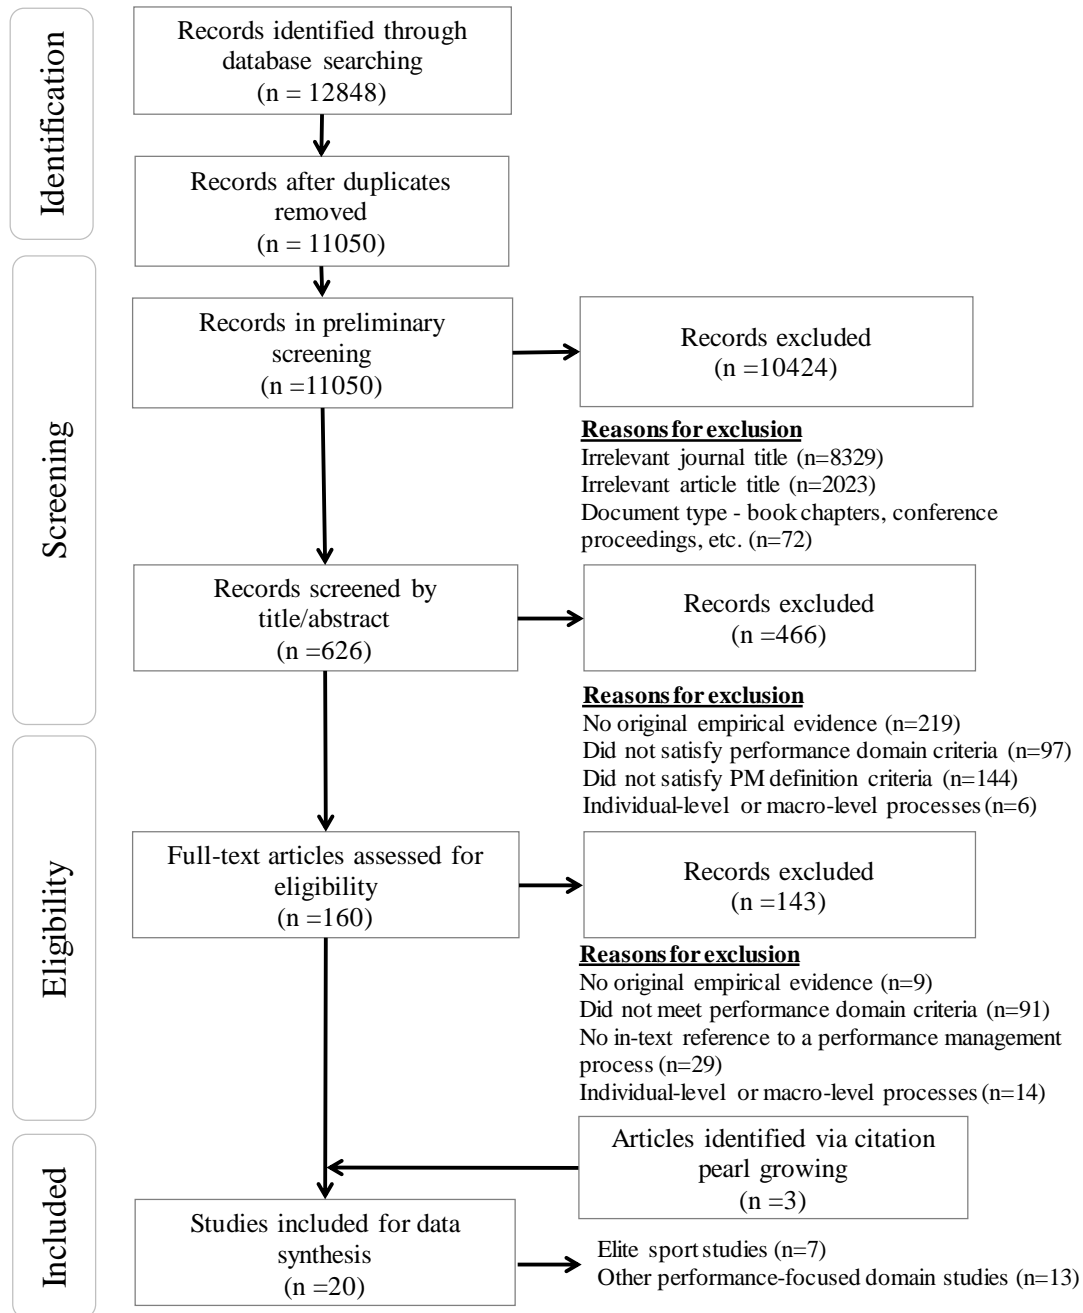 Identification
Records identified through
database searching
(n = 12848)
Records after duplicates
removed
(n = 11050)
Screening
Records in preliminary
screening
(n =11050)
Records excluded
(n =10424)
Reasons for exclusion
Irrelevant journal title (n=8329)
Irrelevant article title (n=2023)
Document type - book chapters, conference
proceedings, etc. (n=72)
Records screened by
title/abstract
(n =626)
Records excluded
(n =466)
Reasons for exclusion
No original empirical evidence (n=219)
Did not satisfy performance domain criteria (n=97)
Did not satisfy PM definition criteria (n=144)
Individual-level or macro-level processes (n=6)
Eligibility
Full-text articles assessed for
eligibility
(n =160)
Records excluded
(n =143)
Reasons for exclusion
No original empirical evidence (n=9)
Did not meet performance domain criteria (n=91)
No in-text reference to a performance management
process (n=29)
Individual-level or macro-level processes (n=14)
Included
Articles identified via citation
pearl growing
(n =3)
Studies included for data
synthesis
(n =20)
Elite sport studies (n=7)
Other performance-focused domain studies (n=13)